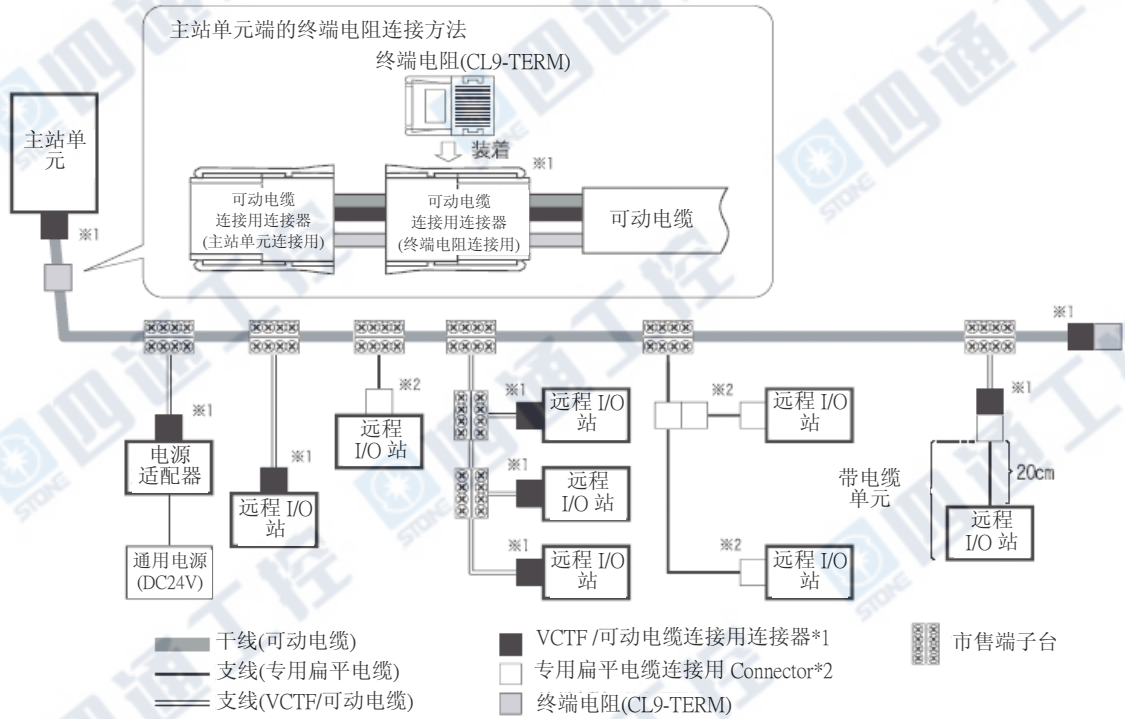 主站单元端的终端电阻连接方法
终端电阻(CL9-TERM)
装着
※1
主站单
元
※1
可动电缆
连接用连接器
(主站单元连接用)
可动电缆
连接用连接器
(终端电阻连接用)
可动电缆
※1
※1
电源
适配器
通用电源
(DC24V)
※1
远程 I/O
站
※2
远程
I/O 站
※1
远程 I/O
站
※1
远程
I/O 站
※1
远程 I/O
站
※2
远程 I/O
站
※2
远程 I/O
站
※1
带电缆
单元
20cm
远程
I/O 站
干线(可动电缆)
支线(专用扁平电缆)
支线(VCTF/可动电缆)
VCTF /可动电缆连接用连接器*1
专用扁平电缆连接用 Connector*2
终端电阻(CL9-TERM)
市售端子台
四通工控
STONE